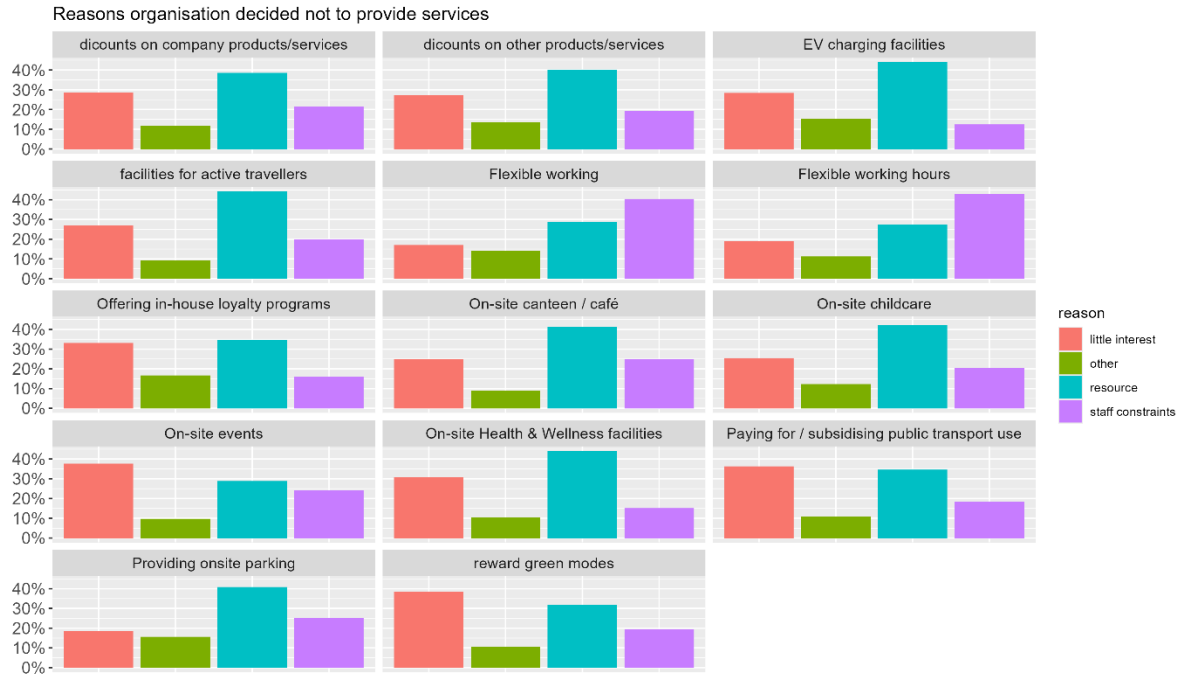 Reasons organisation decided not to provide services
dicounts on company products/services
dicounts on other products/services
EV charging facilities
40%
30%
20%
10%
0%
facilities for active travellers
Flexible working
Flexible working hours
40%
30%
20%
10%
0%
Offering in-house loyalty programs
On-site canteen / café
On-site childcare
40%
30%
20%
10%
0%
On-site events
On-site Health & Wellness facilities
Paying for / subsidising public transport use
40%
30%
20%
10%
0%
Providing onsite parking
reward green modes
40%
30%
20%
10%
0%
reason
little interest
other
resource
staff constraints